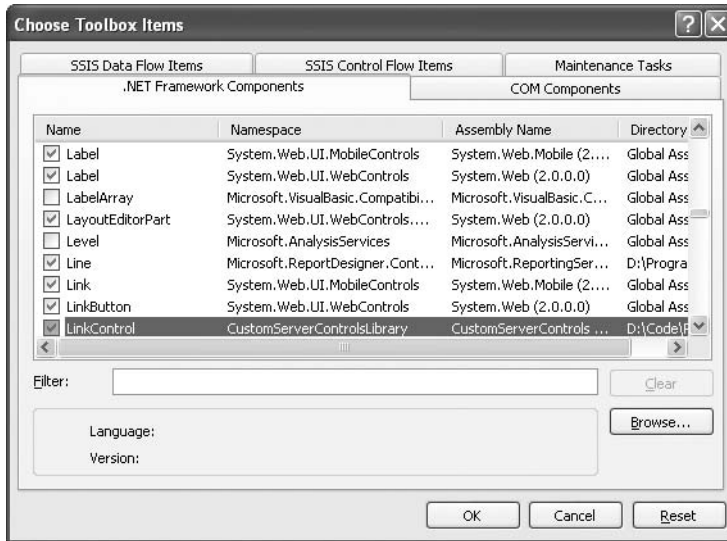 Choose Toolbox Items
SSIS Data Flow Items SSIS Control Flow Items Maintenance Tasks
.NET Framework Components COM Components
Name Namespace Assembly Name Directory
Label System.Web.UI.MobileControls System.Web.Mobile (2.... Global Ass
Label System.Web.UI.WebControls System.Web (2.0.0.0) Global Ass
LabelArray Microsoft.VisualBasic.Compatibi... Microsoft.VisualBasic.C... Global Ass
LayoutEditorPart System.Web.UI.WebControls.... System.Web (2.0.0.0) Global Ass
Level Microsoft.AnalysisServices Microsoft.AnalysisServi... Global Ass
Line Microsoft.ReportDesigner.Cont... Microsoft.ReportingSer... D:\Progra
Link System.Web.UI.MobileControls System.Web.Mobile (2.... Global Ass
LinkButton System.Web.UI.WebControls System.Web (2.0.0.0) Global Ass
LinkControl CustomServerControlsLibrary CustomServerControls ... D:\Code\P
Filter: Clear
Language: Browse...
Version:
OK Cancel Reset